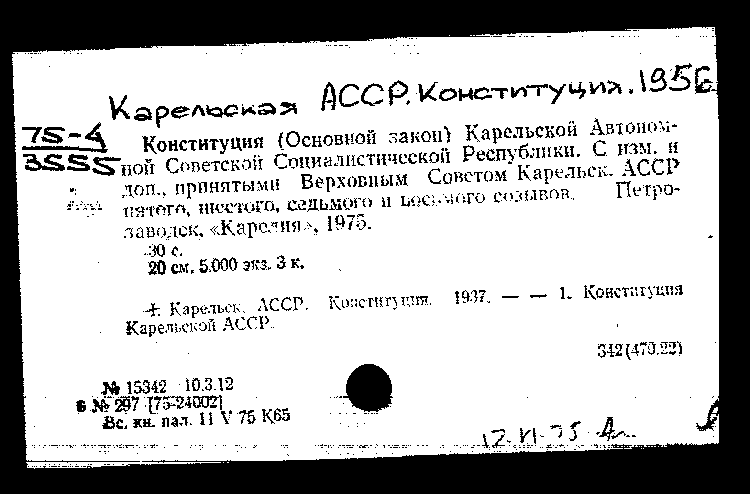 Карельская АССР. Конституция. 1956
75-4
3555
Конституция (Основной закон) Карельской Автоном-
ной Советской Социалистической Республики. С изм. и
доп., принятыми Верховным Советом Карельск. АССР
пятого, шестого, седьмого и восьмого созывов. Петро-
заводск, «Карелия», 1975.
30 с.
20 см. 5.000 экз. 3 к.
1. Карельск. АССР. Конституция. 1937. — — 1. Конституция
Карельской АССР.
342(470.22)
№ 15342 10.3.12
6 № 297 [75-24002]
Вс. кн. пал. 11 V 75 К65
12.VI.75